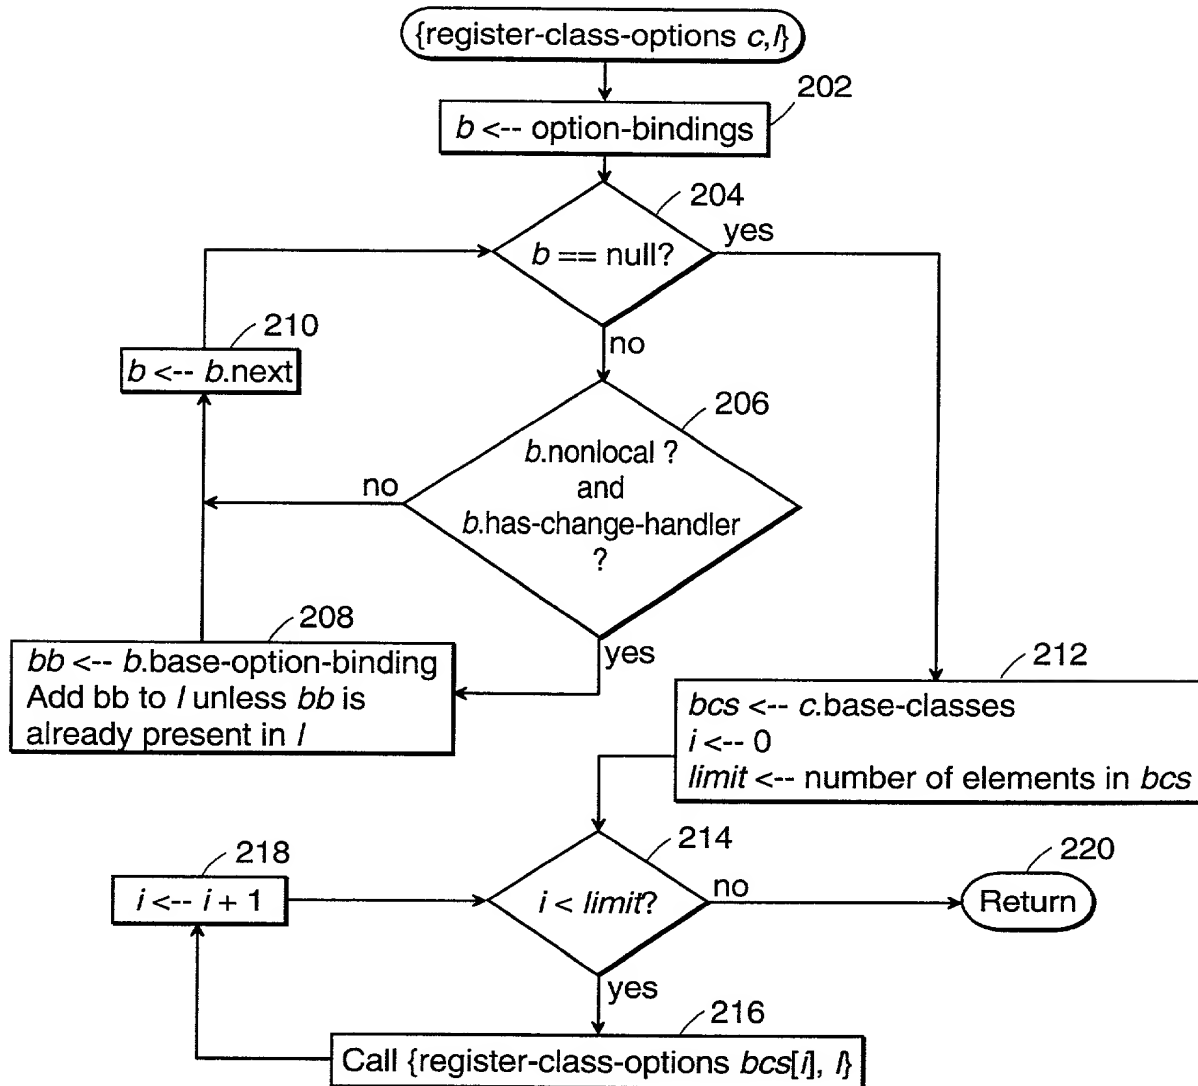 {register-class-options c,l}
202
b <-- option-bindings
204
yes
b == null?
210
no
b <-- b.next
206
b.nonlocal ?
and
b.has-change-handler
?
no
208
yes
bb <-- b.base-option-binding
Add bb to l unless bb is
already present in l
212
bcs <-- c.base-classes
i <-- 0
limit <-- number of elements in bcs
214
218
220
i <-- i + 1
i < limit?
no
Return
yes
216
Call {register-class-options bcs[i], l}